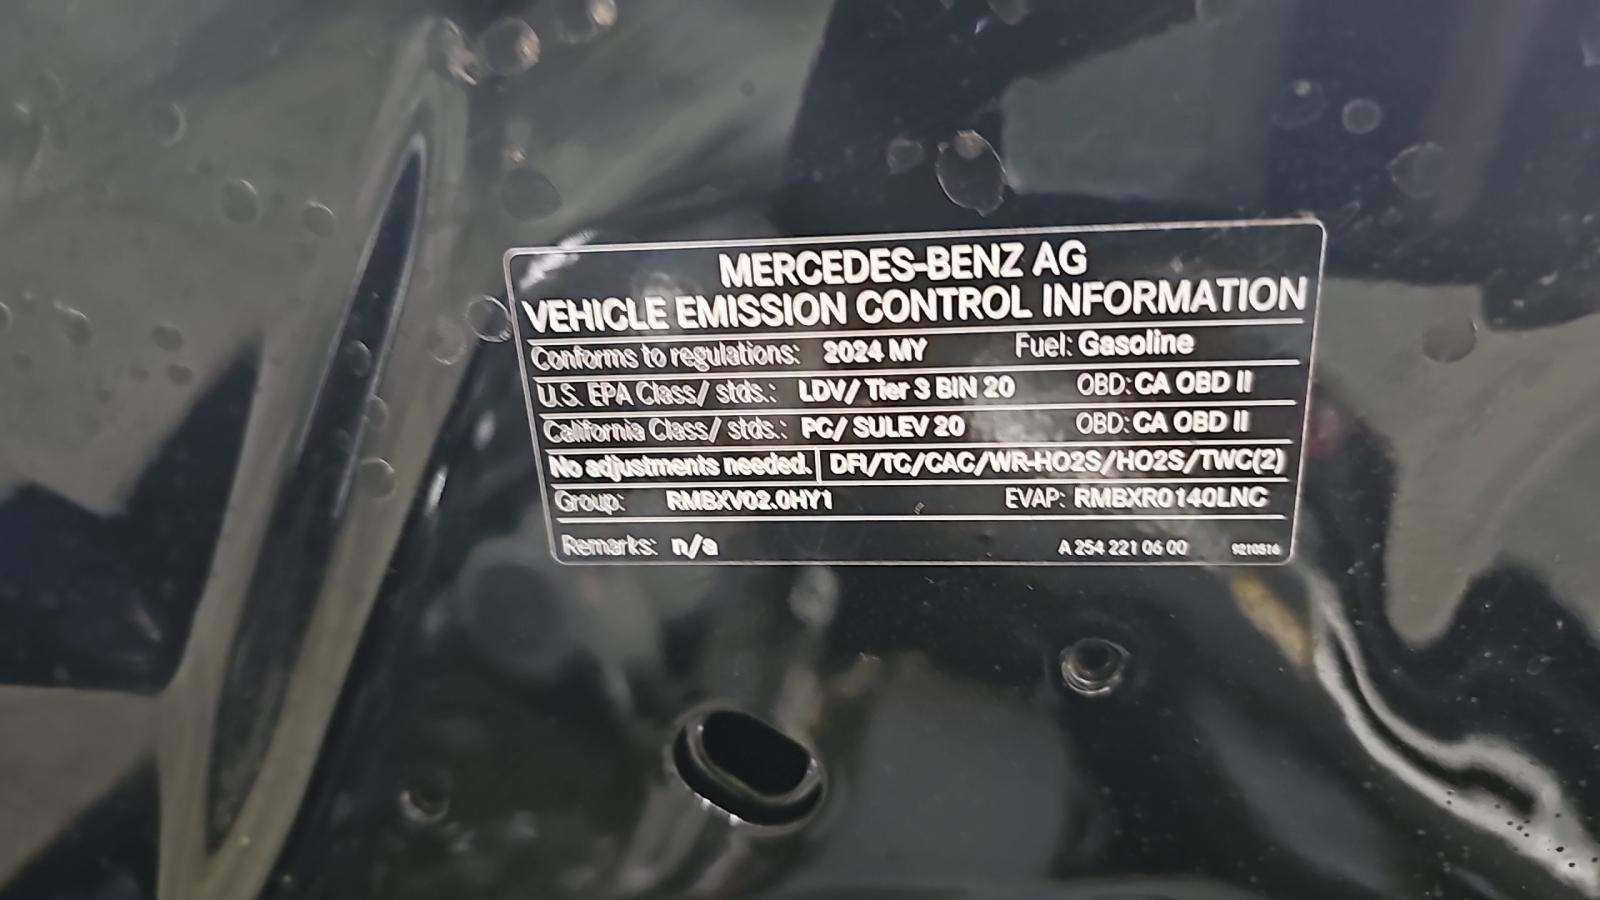 MERCEDES-BENZ AG
VEHICLE EMISSION CONTROL INFORMATION
Conforms to regulations: 2024 MY Fuel: Gasoline
U.S. EPA Class/ stds.: LDV/ Tier 3 BIN 20 OBD: CA OBD II
California Class/ stds.: PC/ SULEV 20 OBD: CA OBD II
No adjustments needed. DFI/TC/CAC/WR-HO2S/HO2S/TWC(2)
Group: RMBXV02.0HY1 EVAP: RMBXR0140LNC
Remarks: n/a A 254 221 06 00 9210516